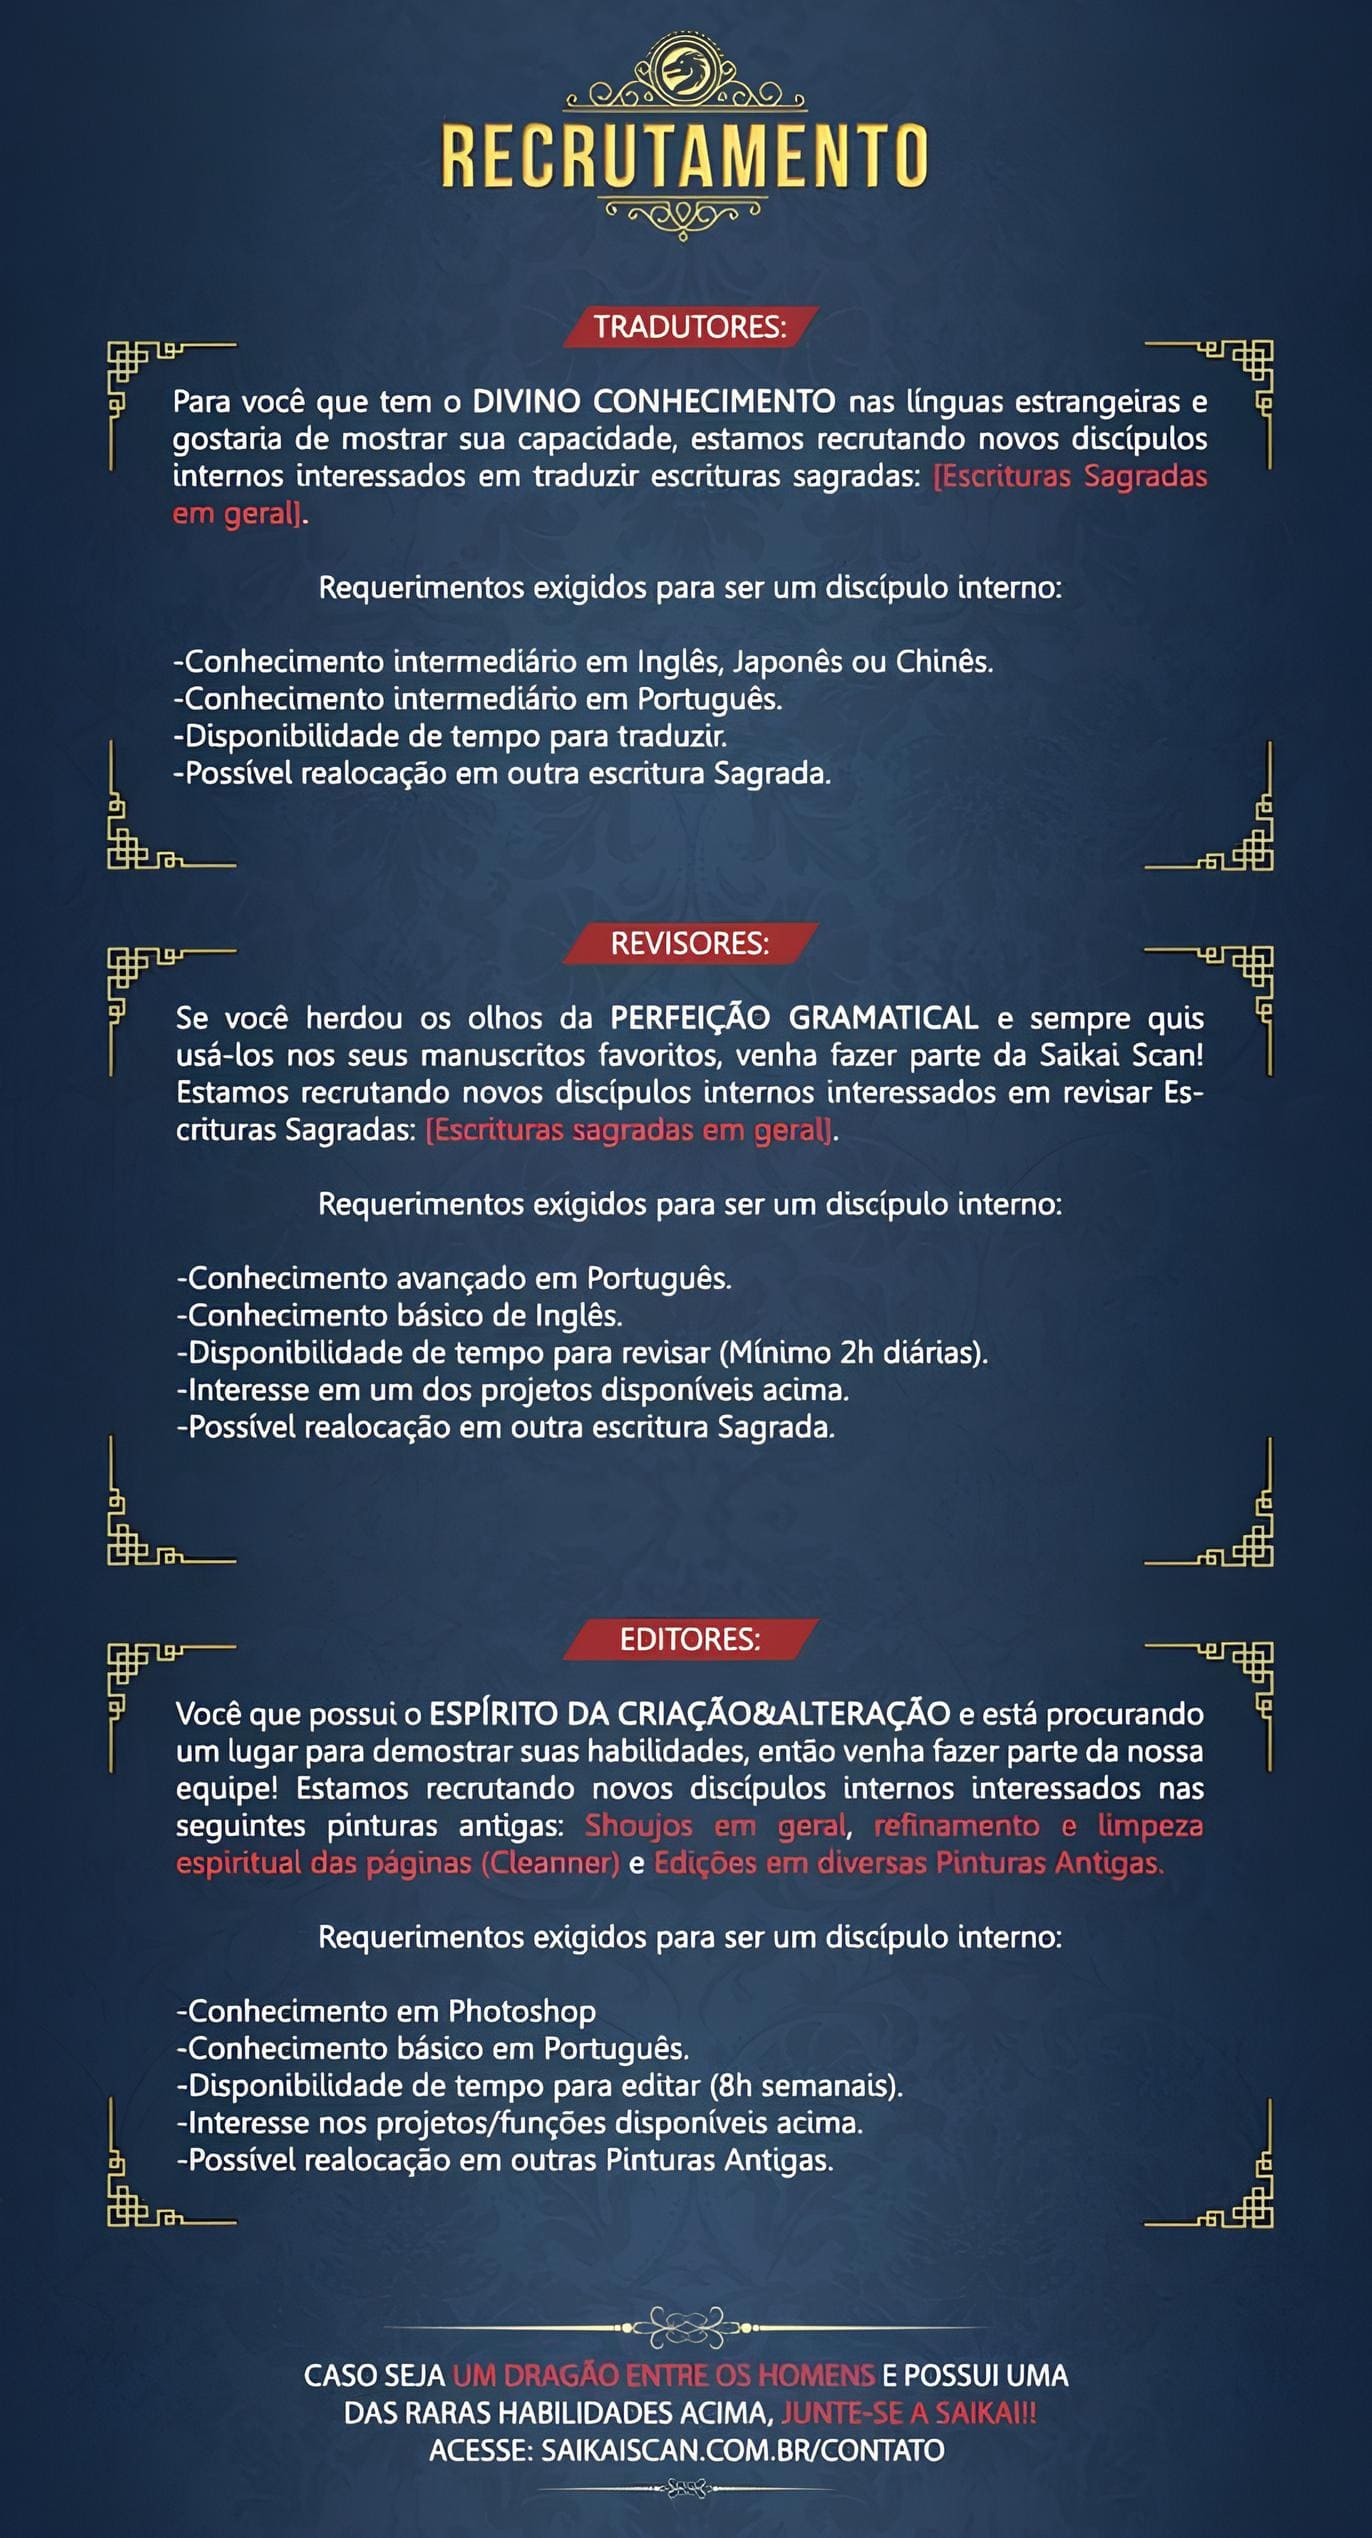 RECRUTAMENTO
TRADUTORES:
Para você que tem o DIVINO CONHECIMENTO nas línguas estrangeiras e
gostaria de mostrar sua capacidade, estamos recrutando novos discípulos
internos interessados em traduzir escrituras sagradas: [Escrituras Sagradas
em geral].
Requerimentos exigidos para ser um discípulo interno:
-Conhecimento intermediário em Inglês, Japonês ou Chinês.
-Conhecimento intermediário em Português.
-Disponibilidade de tempo para traduzir.
-Possível realocação em outra escritura Sagrada.
REVISORES:
Se você herdou os olhos da PERFEIÇÃO GRAMATICAL e sempre quis
usá-los nos seus manuscritos favoritos, venha fazer parte da Saikai Scan!
Estamos recrutando novos discípulos internos interessados em revisar Es-
crituras Sagradas: [Escrituras sagradas em geral].
Requerimentos exigidos para ser um discípulo interno:
-Conhecimento avançado em Português.
-Conhecimento básico de Inglês.
-Disponibilidade de tempo para revisar (Mínimo 2h diárias).
-Interesse em um dos projetos disponíveis acima.
-Possível realocação em outra escritura Sagrada.
EDITORES:
Você que possui o ESPÍRITO DA CRIAÇÃO&ALTERAÇÃO e está procurando
um lugar para demostrar suas habilidades, então venha fazer parte da nossa
equipe! Estamos recrutando novos discípulos internos interessados nas
seguintes pinturas antigas: Shoujos em geral, refinamento e limpeza
espiritual das páginas (Cleanner) e Edições em diversas Pinturas Antigas.
Requerimentos exigidos para ser um discípulo interno:
-Conhecimento em Photoshop
-Conhecimento básico em Português.
-Disponibilidade de tempo para editar (8h semanais).
-Interesse nos projetos/funções disponíveis acima.
-Possível realocação em outras Pinturas Antigas.
CASO SEJA UM DRAGÃO ENTRE OS HOMENS E POSSUI UMA
DAS RARAS HABILIDADES ACIMA, JUNTE-SE A SAIKAI!!
ACESSE: SAIKAISCAN.COM.BR/CONTATO